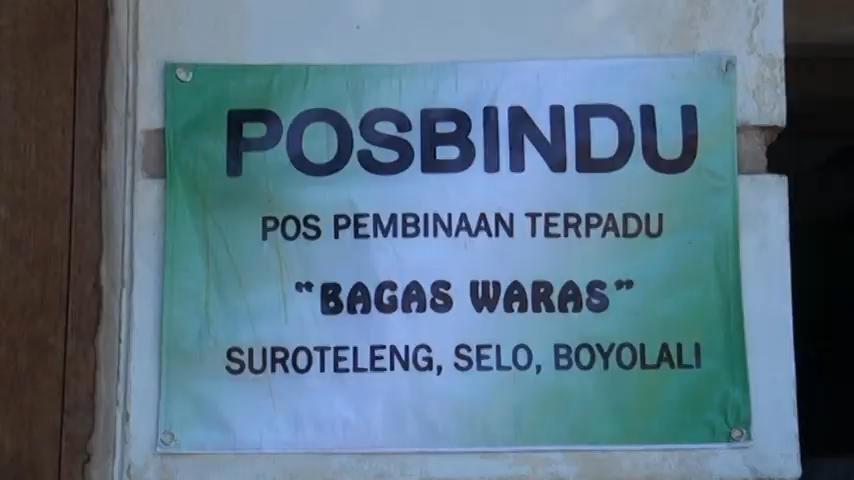 POSBINDU
POS PEMBINAAN TERPADU
"BAGAS WARAS"
SUROTELENG, SELO, BOYOLALI